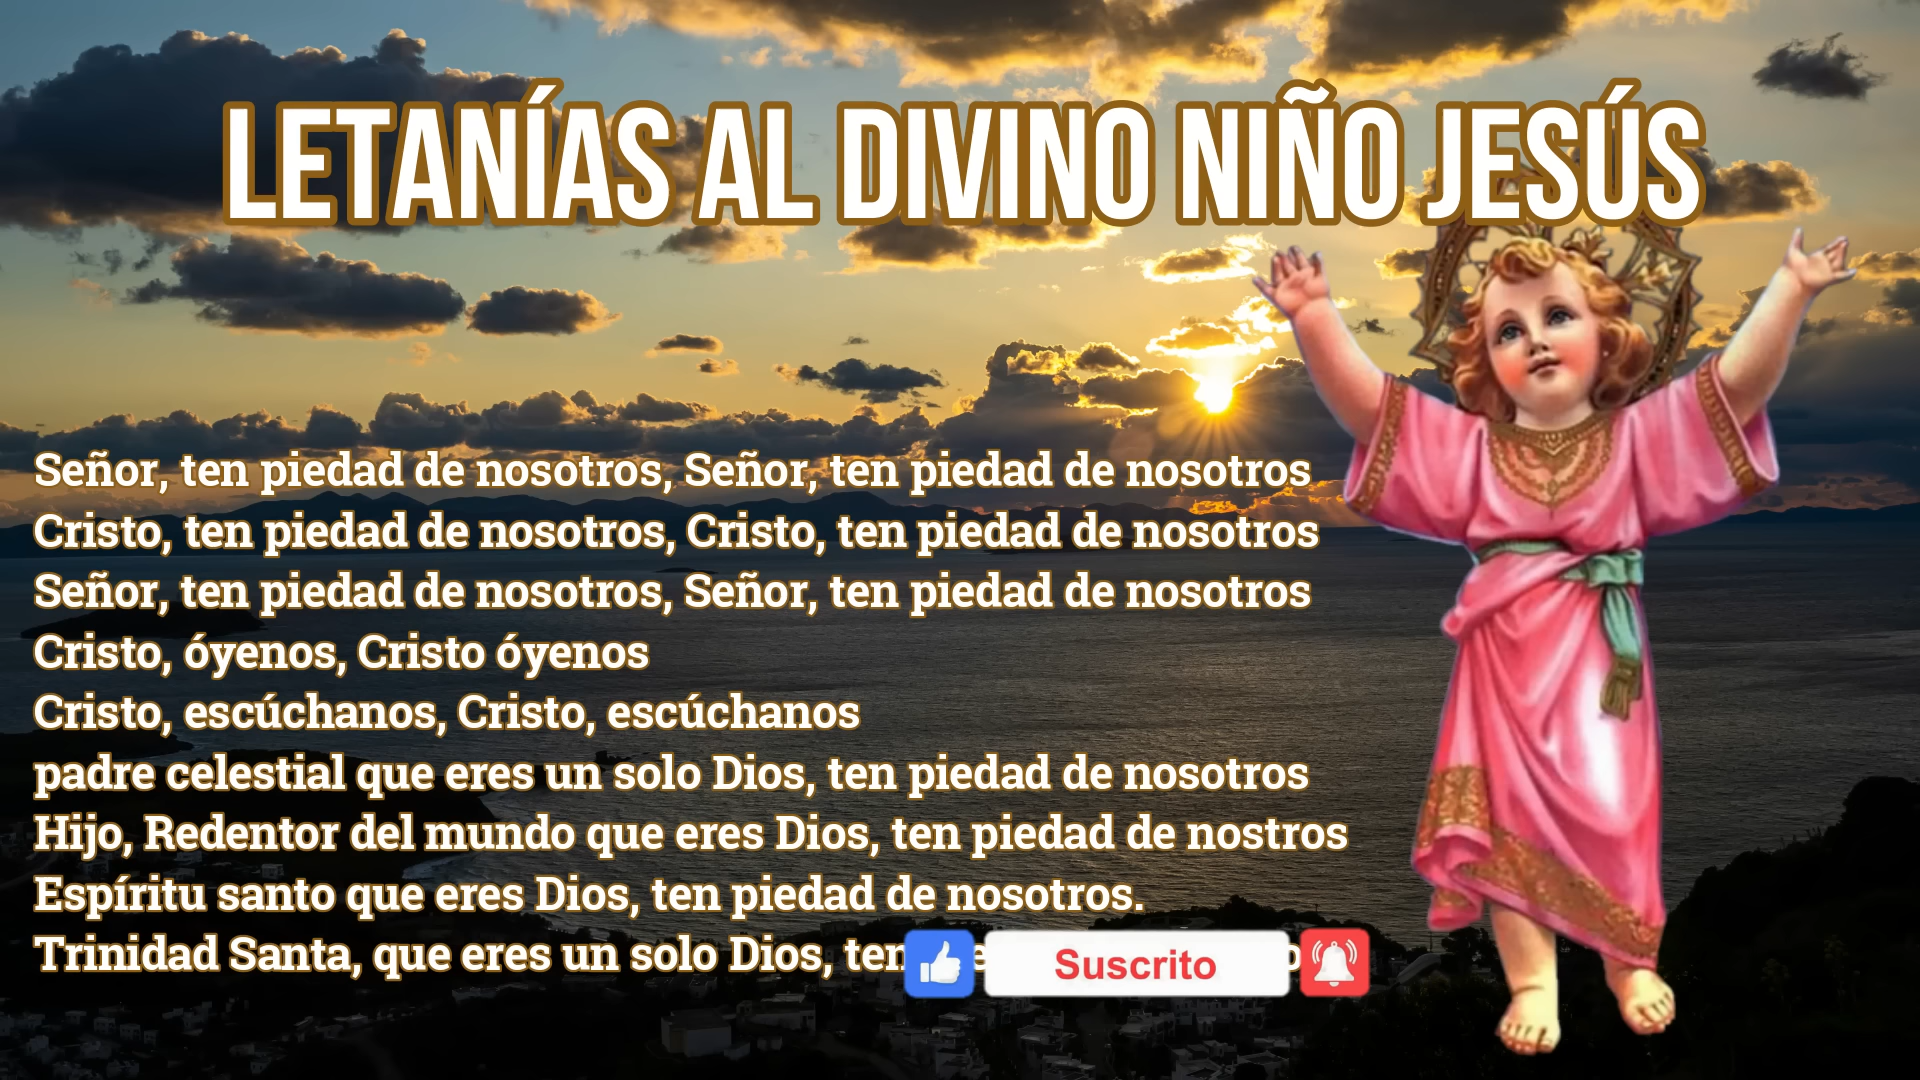 LETANÍAS AL DIVINO NIÑO JESÚS
Señor, ten piedad de nosotros, Señor, ten piedad de nosotros
Cristo, ten piedad de nosotros, Cristo, ten piedad de nosotros
Señor, ten piedad de nosotros, Señor, ten piedad de nosotros
Cristo, óyenos, Cristo óyenos
Cristo, escúchanos, Cristo, escúchanos
padre celestial que eres un solo Dios, ten piedad de nosotros
Hijo, Redentor del mundo que eres Dios, ten piedad de nostros
Espíritu santo que eres Dios, ten piedad de nosotros.
Trinidad Santa, que eres un solo Dios, ten
Suscrito